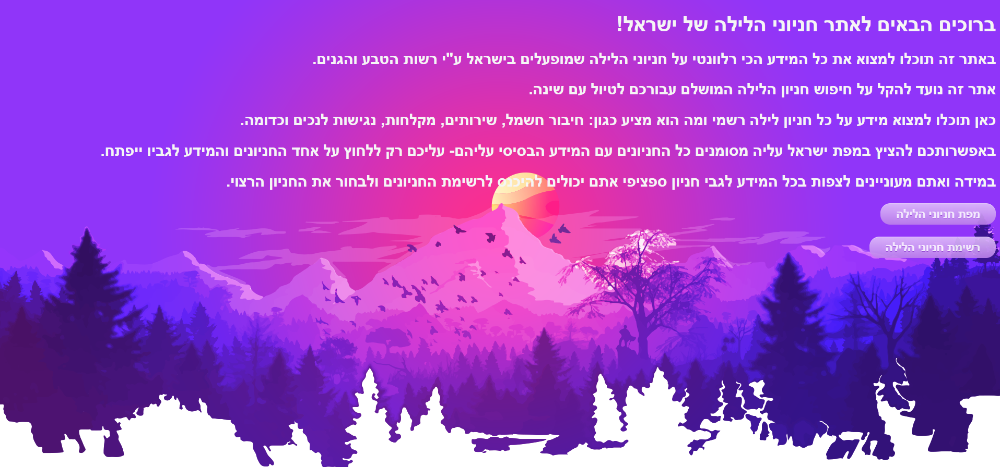 ברוכים הבאים לאתר חניוני הלילה של ישראל!
באתר זה תוכלו למצוא את כל המידע הכי רלוונטי על חניוני הלילה שמופעלים בישראל ע"י רשות הטבע והגנים.
אתר זה נועד להקל על חיפוש חניון הלילה המושלם עבורכם לטיול עם שינה.
כאן תוכלו למצוא מידע על כל חניון לילה רשמי ומה הוא מציע כגון: חיבור חשמל, שירותים, מקלחות, נגישות לנכים וכדומה.
באפשרותכם להציץ במפת ישראל עליה מסומנים כל החניונים עם המידע הבסיסי עליהם- עליכם רק ללחוץ על אחד החניונים והמידע לגביו ייפתח.
במידה ואתם מעוניינים לצפות בכל המידע לגבי חניון ספציפי אתם יכולים להיכנס לרשימת החניונים ולבחור את החניון הרצוי.
מפת חניוני הלילה
רשימת חניוני הלילה